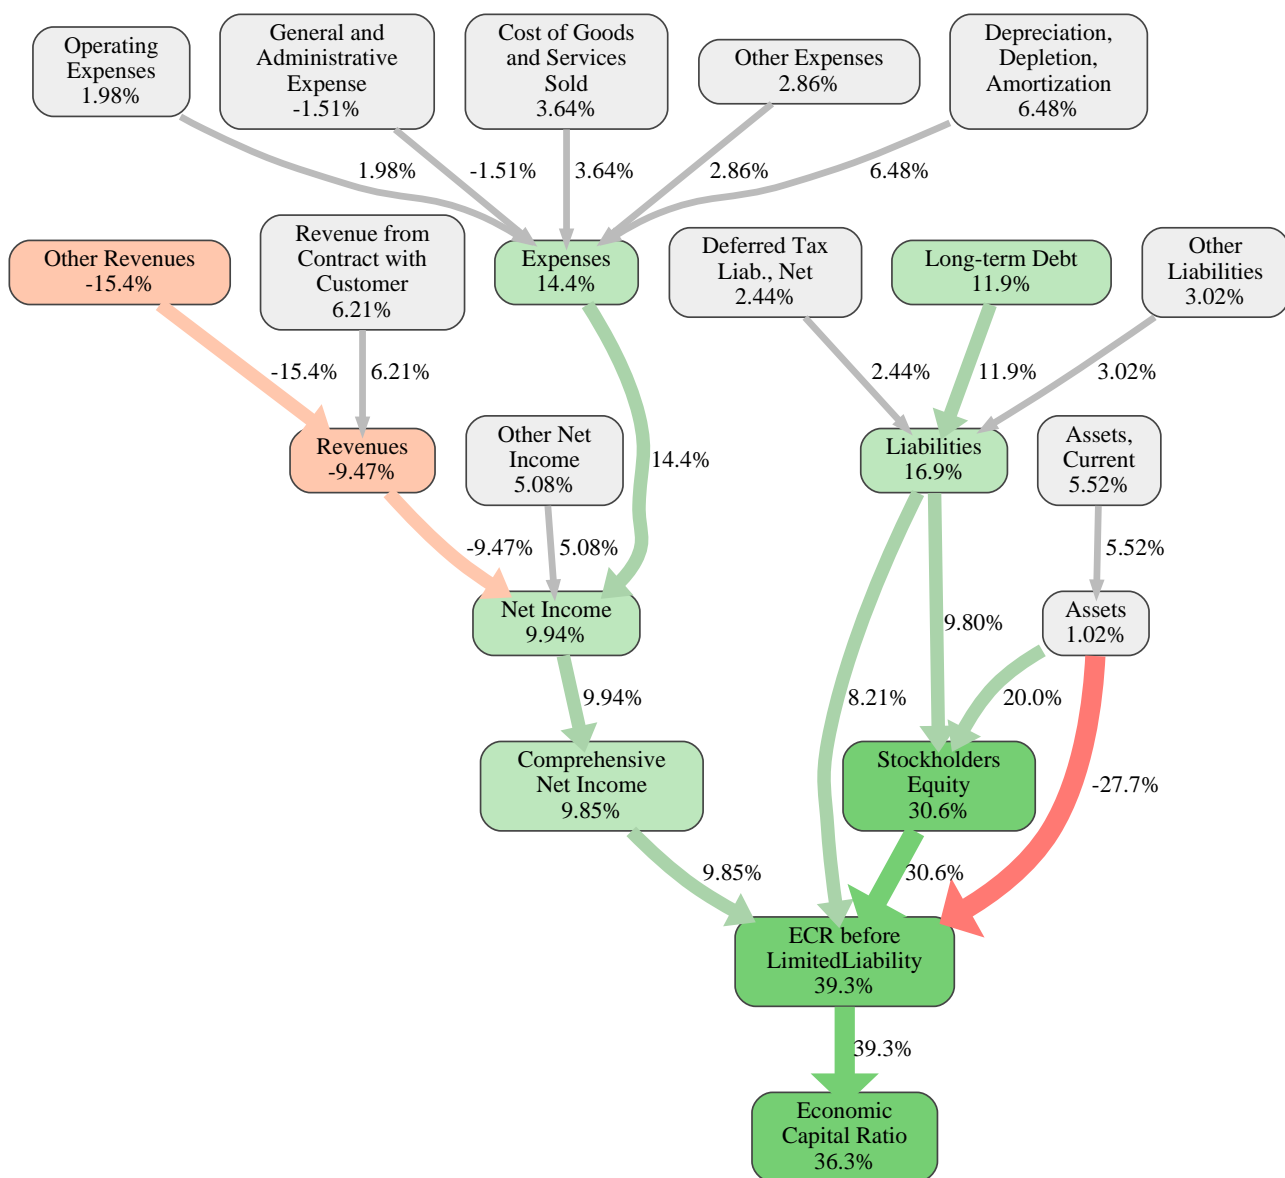 Operating
Expenses
1.98%
General and
Administrative
Expense
-1.51%
Cost of Goods
and Services
Sold
3.64%
Other Expenses
2.86%
Depreciation,
Depletion,
Amortization
6.48%
1.98%
-1.51%
3.64%
2.86%
6.48%
Other Revenues
-15.4%
Revenue from
Contract with
Customer
6.21%
Expenses
14.4%
Deferred Tax
Liab., Net
2.44%
Long-term Debt
11.9%
Other
Liabilities
3.02%
-15.4%
6.21%
2.44%
11.9%
3.02%
Revenues
-9.47%
Other Net
Income
5.08%
14.4%
Liabilities
16.9%
Assets,
Current
5.52%
-9.47%
5.08%
5.52%
Net Income
9.94%
9.80%
Assets
1.02%
9.94%
8.21%
20.0%
Comprehensive
Net Income
9.85%
Stockholders
Equity
30.6%
-27.7%
9.85%
30.6%
ECR before
LimitedLiability
39.3%
39.3%
Economic
Capital Ratio
36.3%